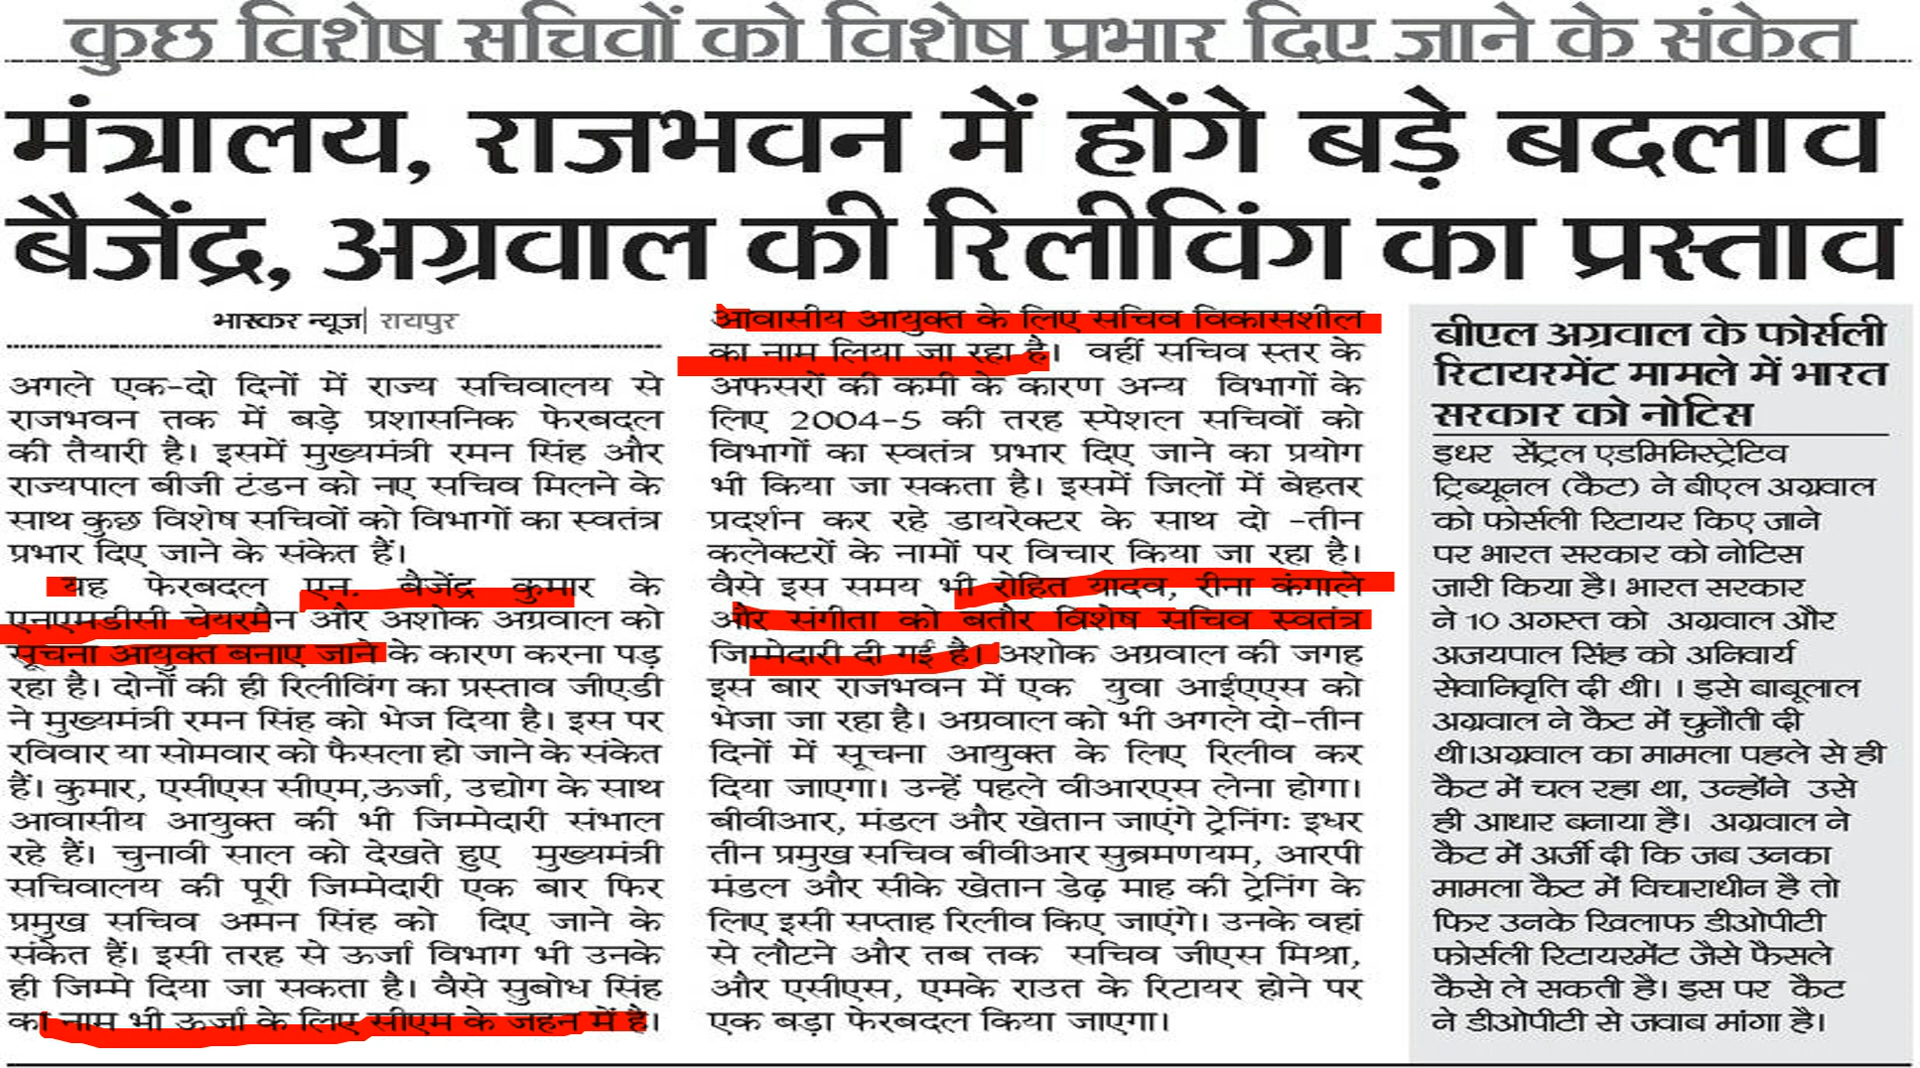 कुछ विशेष सचिवों को विशेष प्रभार दिए जाने के संकेत
मंत्रालय, राजभवन में होंगे बड़े बदलाव
बैजेंद्र, अग्रवाल की रिलीविंग का प्रस्ताव
भास्कर न्यूज| रायपुर
अगले एक-दो दिनों में राज्य सचिवालय से
राजभवन तक में बड़े प्रशासनिक फेरबदल
की तैयारी है। इसमें मुख्यमंत्री रमन सिंह और
राज्यपाल बीजी टंडन को नए सचिव मिलने के
साथ कुछ विशेष सचिवों को विभागों का स्वतंत्र
प्रभार दिए जाने के संकेत हैं।
यह फेरबदल एन. बैजेंद्र कुमार के
एनएमडीसी चेयरमैन और अशोक अग्रवाल को
सूचना आयुक्त बनाए जाने के कारण करना पड़
रहा है। दोनों की ही रिलीविंग का प्रस्ताव जीएडी
ने मुख्यमंत्री रमन सिंह को भेज दिया है। इस पर
रविवार या सोमवार को फैसला हो जाने के संकेत
हैं। कुमार, एसीएस सीएम,ऊर्जा, उद्योग के साथ
आवासीय आयुक्त की भी जिम्मेदारी संभाल
रहे हैं। चुनावी साल को देखते हुए मुख्यमंत्री
सचिवालय की पूरी जिम्मेदारी एक बार फिर
प्रमुख सचिव अमन सिंह को दिए जाने के
संकेत हैं। इसी तरह से ऊर्जा विभाग भी उनके
ही जिम्मे दिया जा सकता है। वैसे सुबोध सिंह
का नाम भी ऊर्जा के लिए सीएम के जहन में है।
आवासीय आयुक्त के लिए सचिव विकासशील
का नाम लिया जा रहा है। वहीं सचिव स्तर के
अफसरों की कमी के कारण अन्य विभागों के
लिए 2004-5 की तरह स्पेशल सचिवों को
विभागों का स्वतंत्र प्रभार दिए जाने का प्रयोग
भी किया जा सकता है। इसमें जिलों में बेहतर
प्रदर्शन कर रहे डायरेक्टर के साथ दो -तीन
कलेक्टरों के नामों पर विचार किया जा रहा है।
वैसे इस समय भी रोहित यादव, रीना कंगाले
और संगीता को बतौर विशेष सचिव स्वतंत्र
जिम्मेदारी दी गई है। अशोक अग्रवाल की जगह
इस बार राजभवन में एक युवा आईएएस को
भेजा जा रहा है। अग्रवाल को भी अगले दो-तीन
दिनों में सूचना आयुक्त के लिए रिलीव कर
दिया जाएगा। उन्हें पहले वीआरएस लेना होगा।
बीवीआर, मंडल और खेतान जाएंगे ट्रेनिंगः इधर
तीन प्रमुख सचिव बीवीआर सुब्रमणयम, आरपी
मंडल और सीके खेतान डेढ़ माह की ट्रेनिंग के
लिए इसी सप्ताह रिलीव किए जाएंगे। उनके वहां
से लौटने और तब तक सचिव जीएस मिश्रा,
और एसीएस, एमके राउत के रिटायर होने पर
एक बड़ा फेरबदल किया जाएगा।
बीएल अग्रवाल के फोर्सली
रिटायरमेंट मामले में भारत
सरकार को नोटिस
इधर सेंट्रल एडमिनिस्ट्रेटिव
ट्रिब्यूनल (कैट) ने बीएल अग्रवाल
को फोर्सली रिटायर किए जाने
पर भारत सरकार को नोटिस
जारी किया है। भारत सरकार
ने 10 अगस्त को अग्रवाल और
अजयपाल सिंह को अनिवार्य
सेवानिवृति दी थी। । इसे बाबूलाल
अग्रवाल ने कैट में चुनौती दी
थी।अग्रवाल का मामला पहले से ही
कैट में चल रहा था, उन्होंने उसे
ही आधार बनाया है। अग्रवाल ने
कैट में अर्जी दी कि जब उनका
मामला कैट में विचाराधीन है तो
फिर उनके खिलाफ डीओपीटी
फोर्सली रिटायरमेंट जैसे फैसले
कैसे ले सकती है। इस पर कैट
ने डीओपीटी से जवाब मांगा है।